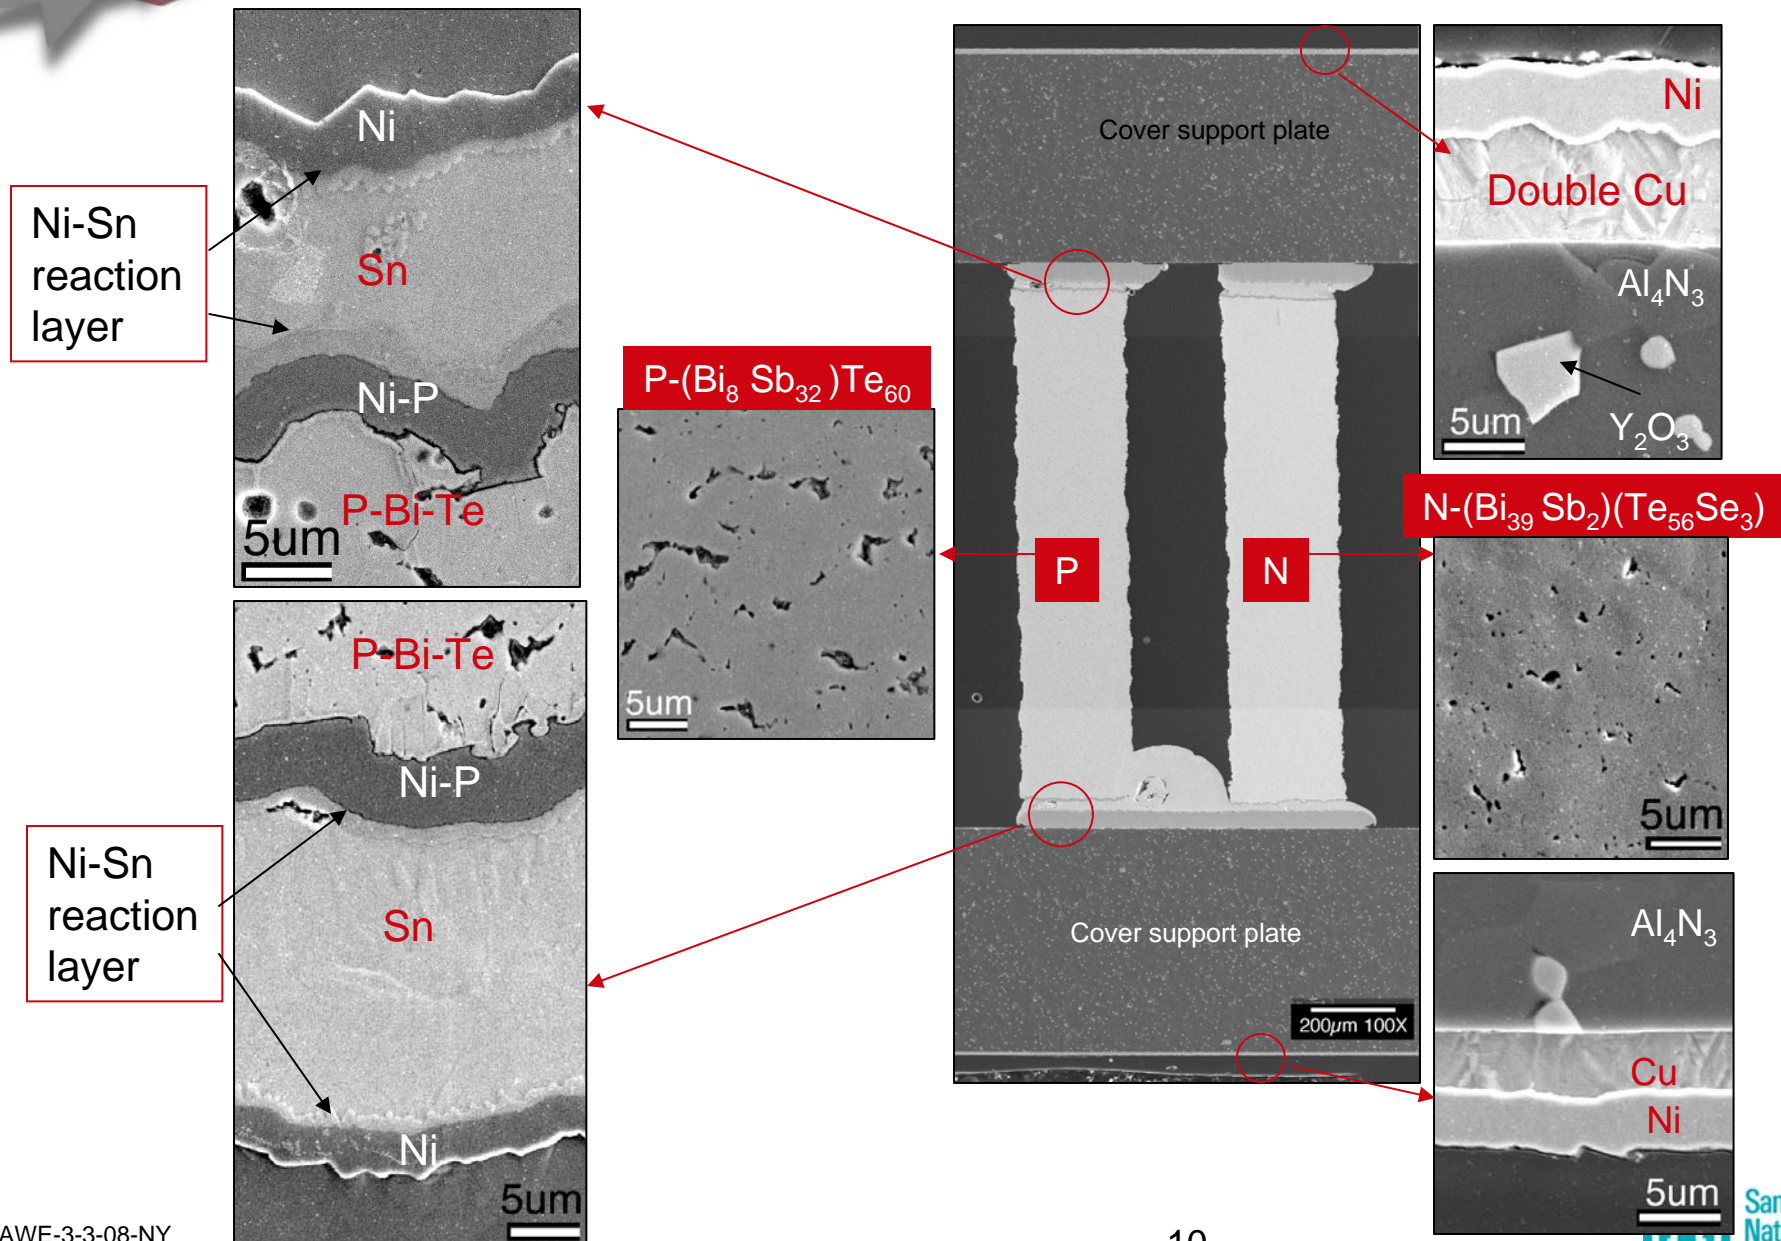 Ni
Sn
Ni-P
P-Bi-Te
5um
Ni-Sn
reaction
layer
P-Bi-Te
Ni-P
Sn
Ni
5um
Ni-Sn
reaction
layer
P-(Bi₈ Sb₃₂ )Te₆₀
5um
Cover support plate
P
N
Cover support plate
200µm 100X
Ni
Double Cu
Al₄N₃
Y₂O₃
5um
N-(Bi₃₉ Sb₂)(Te₅₆Se₃)
5um
Al₄N₃
Cu
Ni
5um
AWF-3-3-08-NY
10